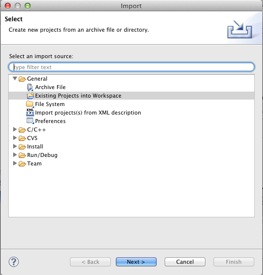 Import
Select
Create new projects from an archive file or directory.
Select an import source:
type filter text
General
Archive File
Existing Projects into Workspace
File System
Import projects(s) from XML description
Preferences
C/C++
CVS
Install
Run/Debug
Team
?
< Back
Next >
Cancel
Finish